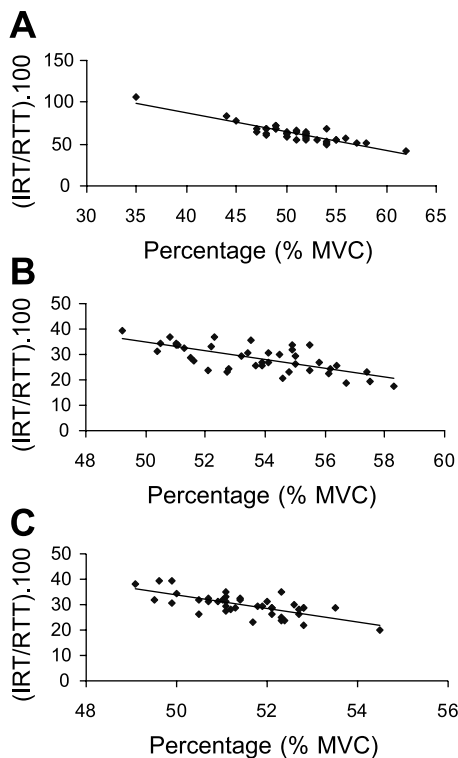 A
(IRT/RTT).100
150
100
50
0
30 35 40 45 50 55 60 65
Percentage (% MVC)
B
(IRT/RTT).100
50
40
30
20
10
0
48 50 52 54 56 58 60
Percentage (% MVC)
C
(IRT/RTT).100
50
40
30
20
10
0
48 50 52 54 56
Percentage (% MVC)